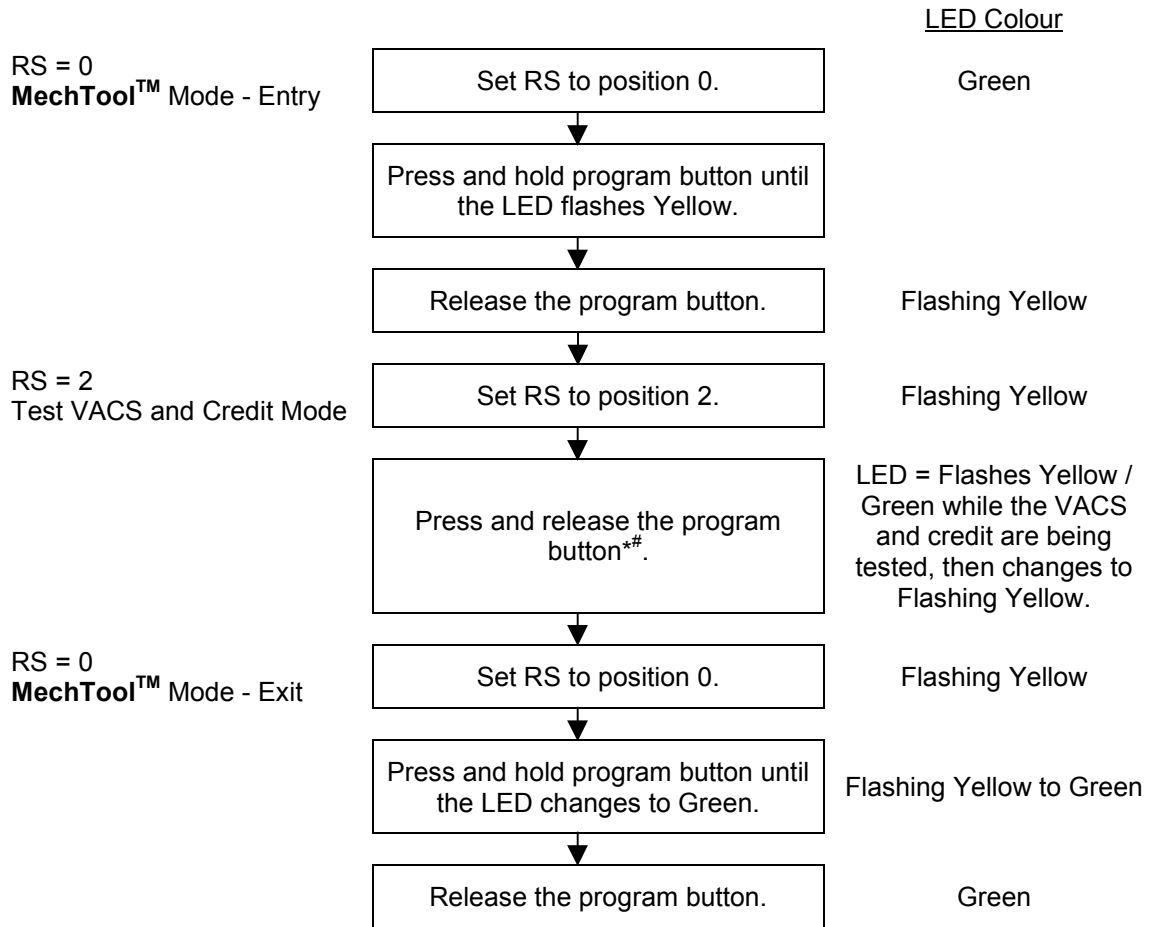 LED Colour
RS = 0
MechTool™ Mode - Entry
Set RS to position 0.
Green
Press and hold program button until
the LED flashes Yellow.
Release the program button.
Flashing Yellow
RS = 2
Test VACS and Credit Mode
Set RS to position 2.
Flashing Yellow
Press and release the program
button*#.
LED = Flashes Yellow /
Green while the VACS
and credit are being
tested, then changes to
Flashing Yellow.
RS = 0
MechTool™ Mode - Exit
Set RS to position 0.
Flashing Yellow
Press and hold program button until
the LED changes to Green.
Flashing Yellow to Green
Release the program button.
Green